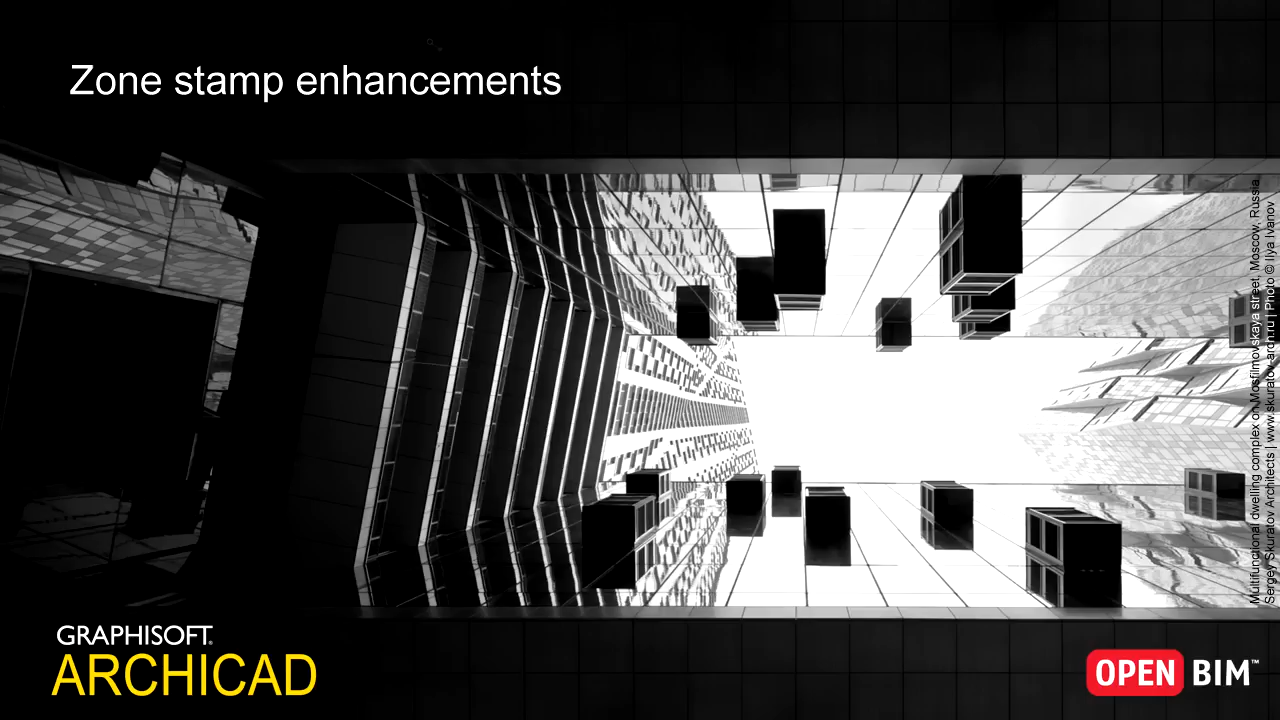 Zone stamp enhancements
Multifunctional dwelling complex on Mosfilmovskaya street, Moscow, Russia.
Sergey Skuratov Architects | www.skuratov-arch.ru | Photo © Ilya Ivanov
GRAPHISOFT®
ARCHICAD
OPEN BIM™